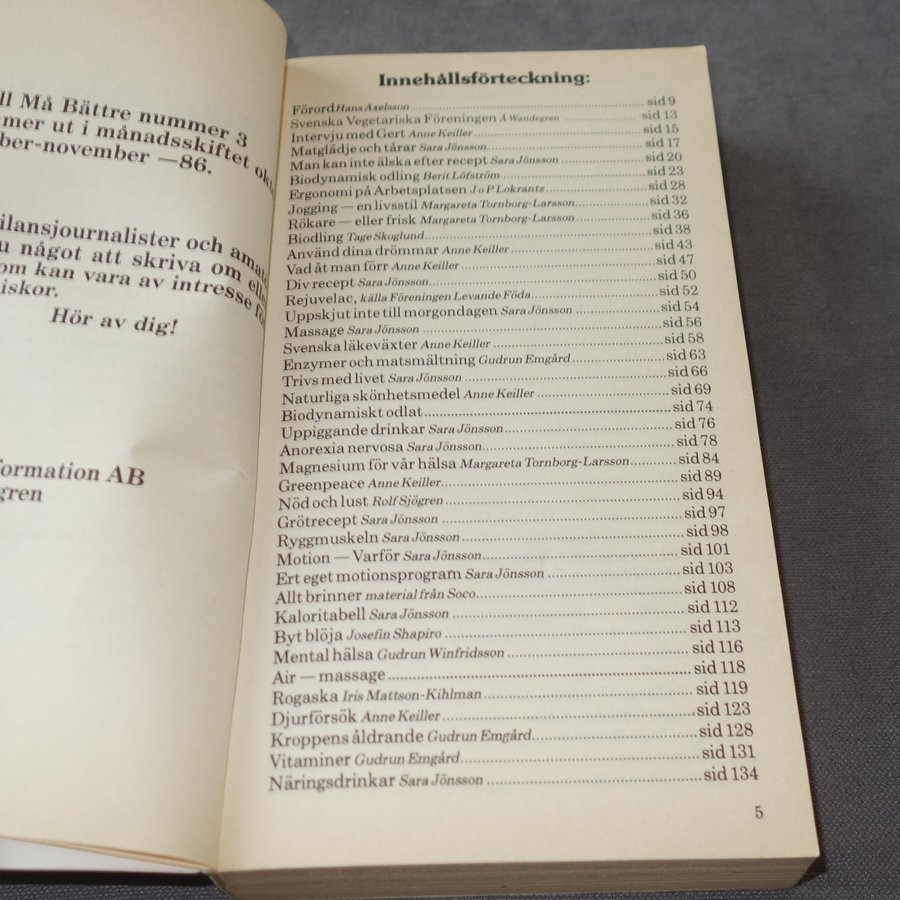 ll Må Bättre nummer 3
mmer ut i månadsskiftet okt
ber-november —86.
ilansjournalister och amatö
u något att skriva om elle
om kan vara av intresse fö
iskor.
Hör av dig!
formation AB
gren
Innehållsförteckning:
Förord Hans Axelsson ........ sid 9
Svenska Vegetariska Föreningen Å Wandegren ........ sid 13
Intervju med Gert Anne Keiller ........ sid 15
Matglädje och tårar Sara Jönsson ........ sid 17
Man kan inte älska efter recept Sara Jönsson ........ sid 20
Biodynamisk odling Berit Löfström ........ sid 23
Ergonomi på Arbetsplatsen J o P Lokrantz ........ sid 28
Jogging — en livsstil Margareta Tornborg-Larsson ........ sid 32
Rökare — eller frisk Margareta Tornborg-Larsson ........ sid 36
Biodling Tage Skoglund ........ sid 38
Använd dina drömmar Anne Keiller ........ sid 43
Vad åt man förr Anne Keiller ........ sid 47
Div recept Sara Jönsson ........ sid 50
Rejuvelac, källa Föreningen Levande Föda ........ sid 52
Uppskjut inte till morgondagen Sara Jönsson ........ sid 54
Massage Sara Jönsson ........ sid 56
Svenska läkeväxter Anne Keiller ........ sid 58
Enzymer och matsmältning Gudrun Emgård ........ sid 63
Trivs med livet Sara Jönsson ........ sid 66
Naturliga skönhetsmedel Anne Keiller ........ sid 69
Biodynamiskt odlat ........ sid 74
Uppiggande drinkar Sara Jönsson ........ sid 76
Anorexia nervosa Sara Jönsson ........ sid 78
Magnesium för vår hälsa Margareta Tornborg-Larsson ........ sid 84
Greenpeace Anne Keiller ........ sid 89
Nöd och lust Rolf Sjögren ........ sid 94
Grötrecept Sara Jönsson ........ sid 97
Ryggmuskeln Sara Jönsson ........ sid 98
Motion — Varför Sara Jönsson ........ sid 101
Ert eget motionsprogram Sara Jönsson ........ sid 103
Allt brinner material från Soco ........ sid 108
Kaloritabell Sara Jönsson ........ sid 112
Byt blöja Josefin Shapiro ........ sid 113
Mental hälsa Gudrun Winfridsson ........ sid 116
Air — massage ........ sid 118
Rogaska Iris Mattson-Kihlman ........ sid 119
Djurförsök Anne Keiller ........ sid 123
Kroppens åldrande Gudrun Emgård ........ sid 128
Vitaminer Gudrun Emgård ........ sid 131
Näringsdrinkar Sara Jönsson ........ sid 134
5